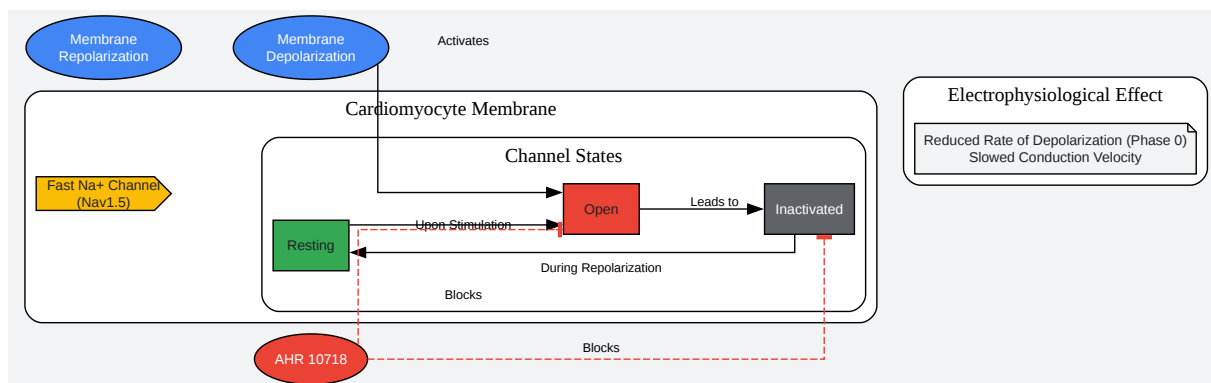 Membrane
Repolarization
Membrane
Depolarization
Activates
Cardiomyocyte Membrane
Electrophysiological Effect
Reduced Rate of Depolarization (Phase 0)
Slowed Conduction Velocity
Channel States
Fast Na+ Channel
(Nav1.5)
Resting
Upon Stimulation
Open
Leads to
Inactivated
During Repolarization
Blocks
AHR 10718
Blocks